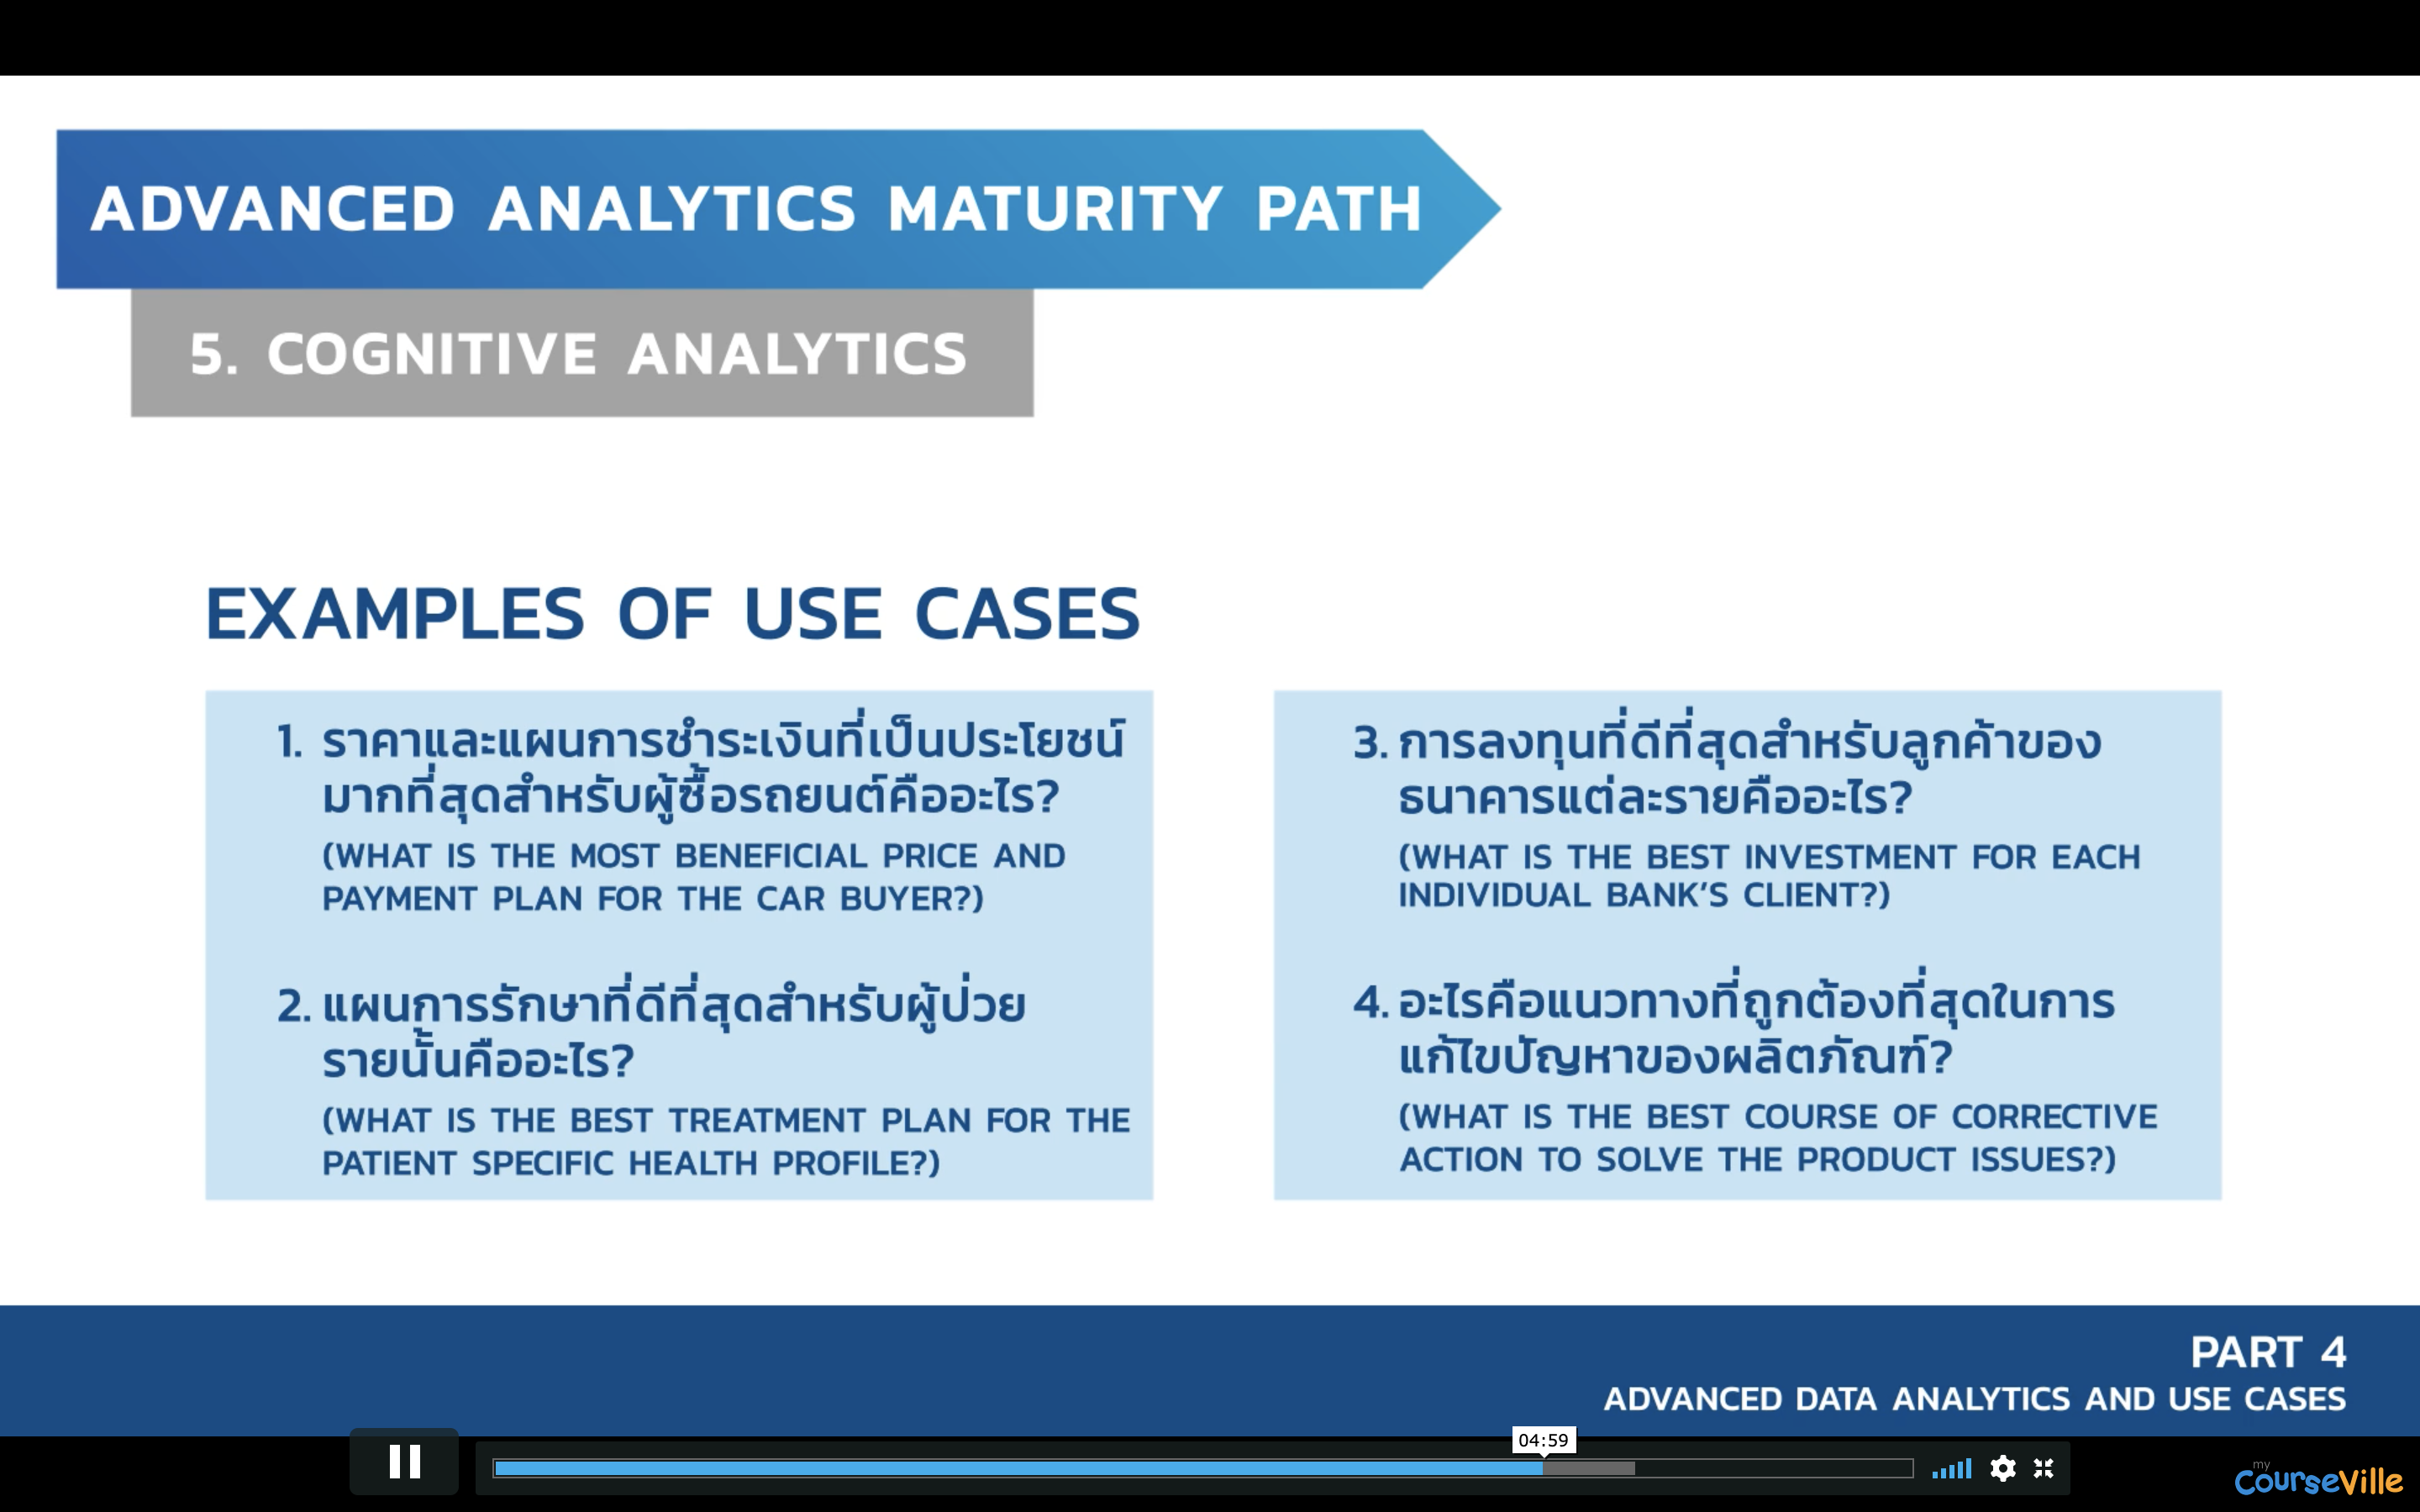 ADVANCED ANALYTICS MATURITY PATH
5. COGNITIVE ANALYTICS
EXAMPLES OF USE CASES
1. ราคาและแผนการชำระเงินที่เป็นประโยชน์
มากที่สุดสำหรับผู้ซื้อรถยนต์คืออะไร?
(WHAT IS THE MOST BENEFICIAL PRICE AND
PAYMENT PLAN FOR THE CAR BUYER?)
2. แผนการรักษาที่ดีที่สุดสำหรับผู้ป่วย
รายนั้นคืออะไร?
(WHAT IS THE BEST TREATMENT PLAN FOR THE
PATIENT SPECIFIC HEALTH PROFILE?)
3. การลงทุนที่ดีที่สุดสำหรับลูกค้าของ
ธนาคารแต่ละรายคืออะไร?
(WHAT IS THE BEST INVESTMENT FOR EACH
INDIVIDUAL BANK'S CLIENT?)
4. อะไรคือแนวทางที่ถูกต้องที่สุดในการ
แก้ไขปัญหาของผลิตภัณฑ์?
(WHAT IS THE BEST COURSE OF CORRECTIVE
ACTION TO SOLVE THE PRODUCT ISSUES?)
PART 4
ADVANCED DATA ANALYTICS AND USE CASES
04:59
my
CourseVille